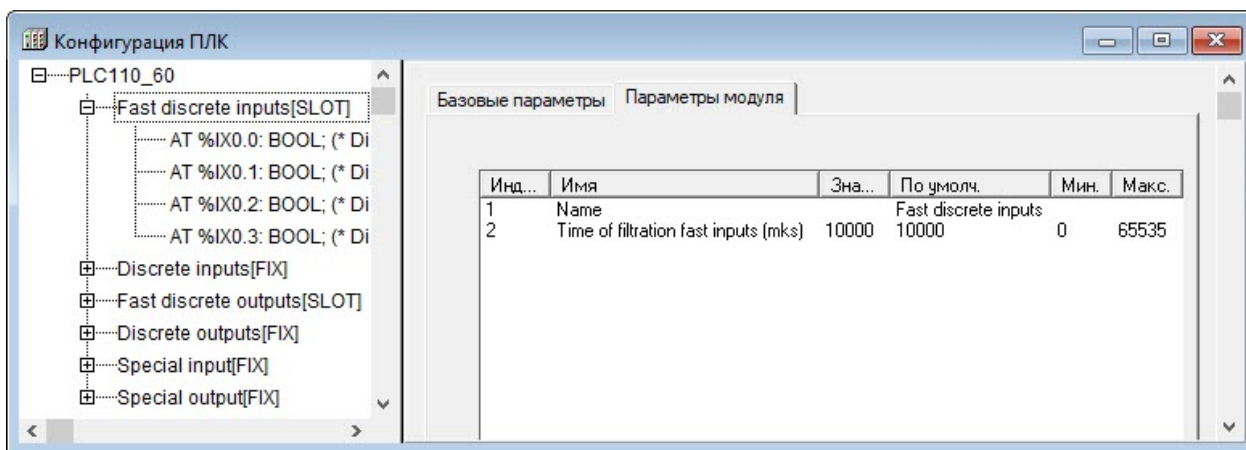 Конфигурация ПЛК
PLC110_60
Fast discrete inputs[SLOT]
AT %IX0.0: BOOL; (* Di
AT %IX0.1: BOOL; (* Di
AT %IX0.2: BOOL; (* Di
AT %IX0.3: BOOL; (* Di
Discrete inputs[FIX]
Fast discrete outputs[SLOT]
Discrete outputs[FIX]
Special input[FIX]
Special output[FIX]
Базовые параметры Параметры модуля
Инд... Имя Зна... По умолч. Мин. Макс.
1 Name Fast discrete inputs
2 Time of filtration fast inputs (mks) 10000 10000 0 65535